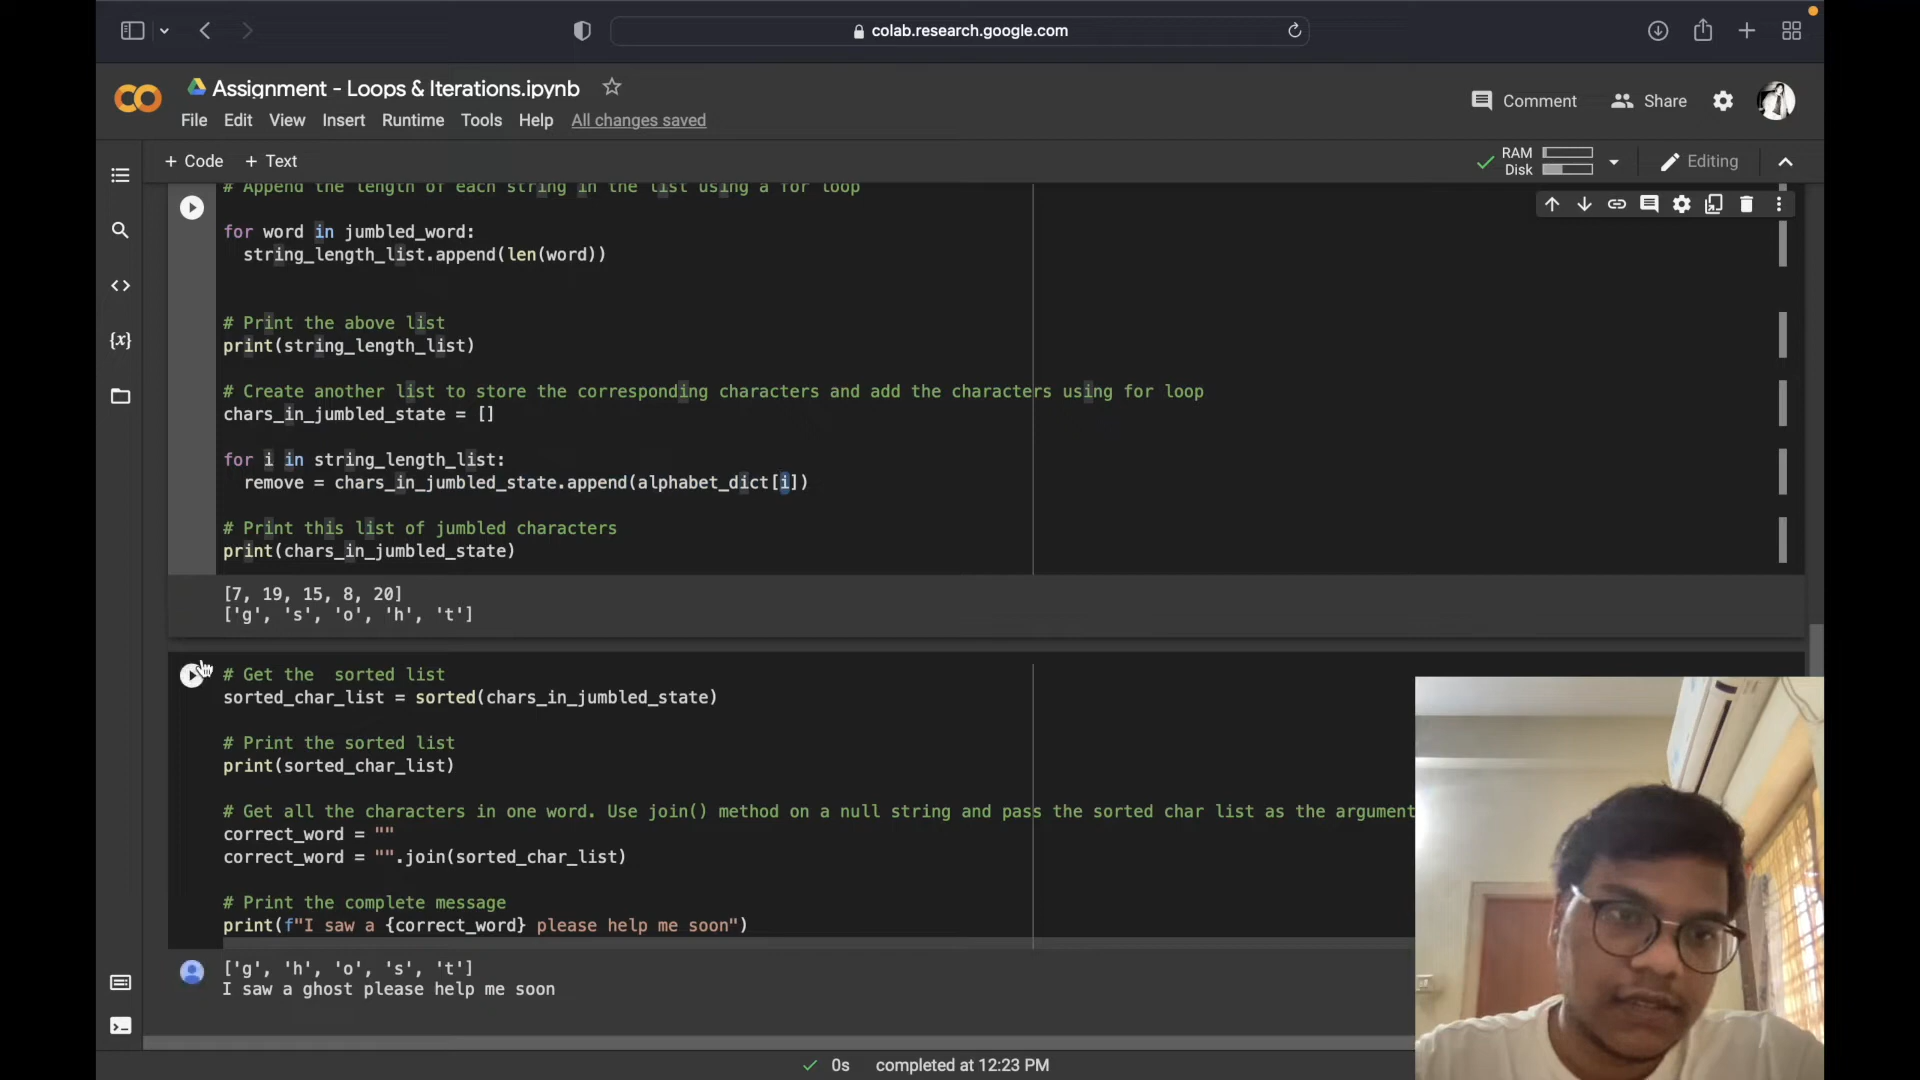 colab.research.google.com
Assignment - Loops & Iterations.ipynb
Comment
Share
File Edit View Insert Runtime Tools Help All changes saved
+ Code + Text
RAM
Disk
Editing
# Append the length of each string in the list using a for loop
for word in jumbled_word:
string_length_list.append(len(word))
# Print the above list
print(string_length_list)
# Create another list to store the corresponding characters and add the characters using for loop
chars_in_jumbled_state = []
for i in string_length_list:
remove = chars_in_jumbled_state.append(alphabet_dict[i])
# Print this list of jumbled characters
print(chars_in_jumbled_state)
[7, 19, 15, 8, 20]
['g', 's', 'o', 'h', 't']
# Get the  sorted list
sorted_char_list = sorted(chars_in_jumbled_state)
# Print the sorted list
print(sorted_char_list)
# Get all the characters in one word. Use join() method on a null string and pass the sorted char list as the argument
correct_word = ""
correct_word = "".join(sorted_char_list)
# Print the complete message
print(f"I saw a {correct_word} please help me soon")
['g', 'h', 'o', 's', 't']
I saw a ghost please help me soon
0s completed at 12:23 PM